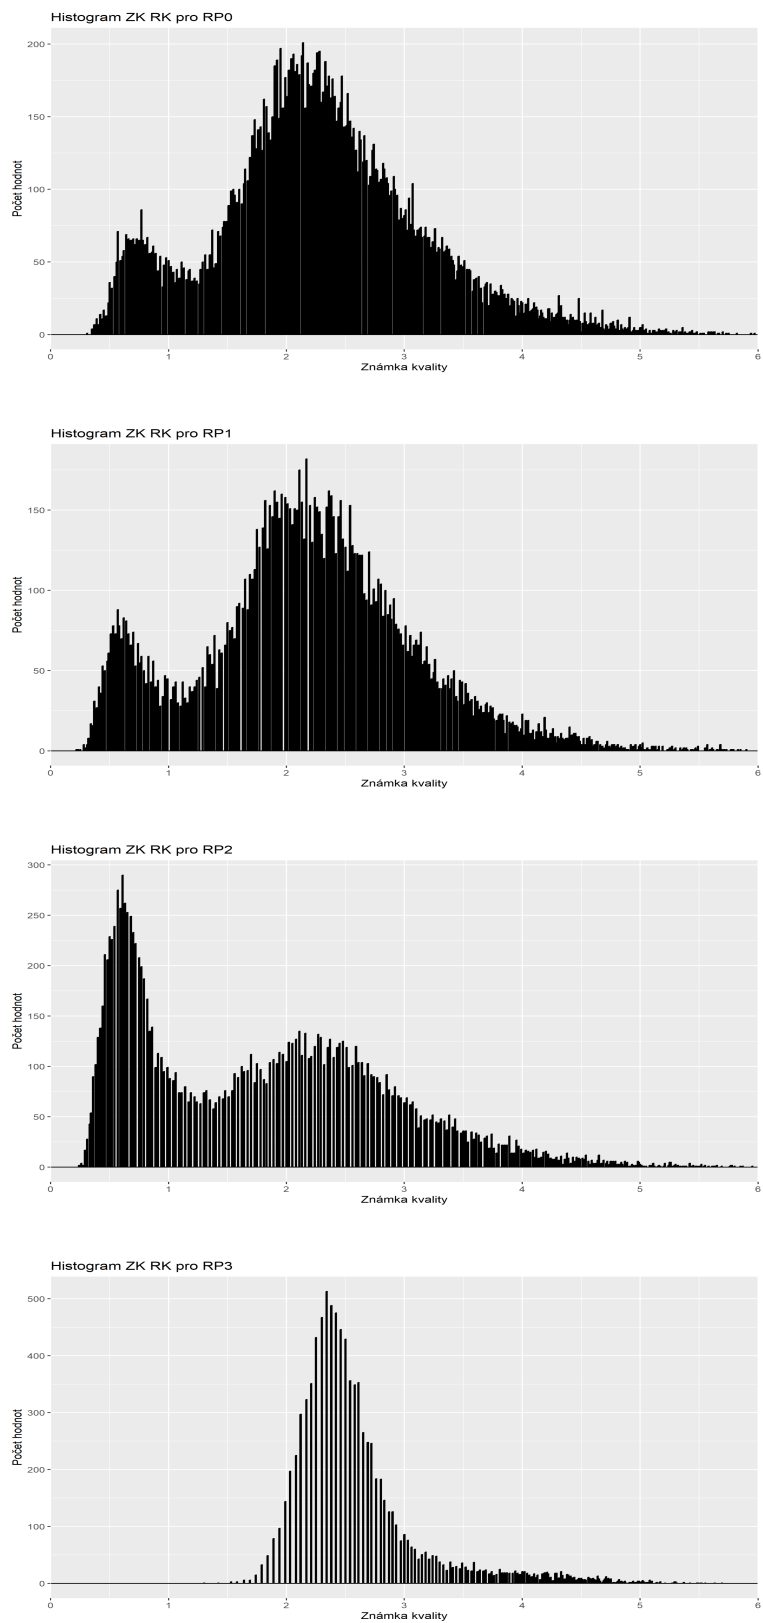 Histogram ZK RK pro RP0
200
150
100
50
0
Počet hodnot
0 1 2 3 4 5 6
Známka kvality
Histogram ZK RK pro RP1
150
100
50
0
Počet hodnot
0 1 2 3 4 5 6
Známka kvality
Histogram ZK RK pro RP2
300
250
200
150
100
50
0
Počet hodnot
0 1 2 3 4 5 6
Známka kvality
Histogram ZK RK pro RP3
500
400
300
200
100
0
Počet hodnot
0 1 2 3 4 5 6
Známka kvality